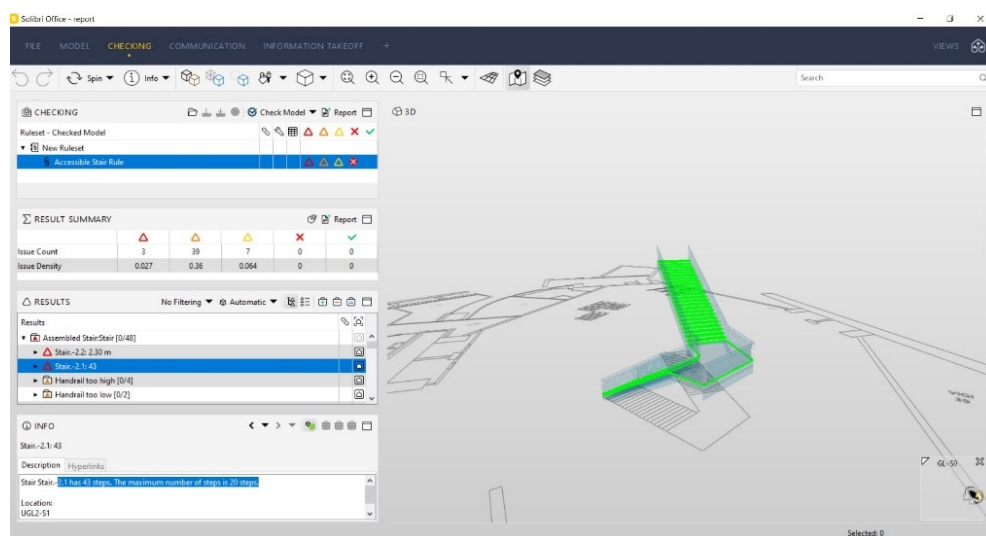 Solibri Office - report
FILE MODEL CHECKING COMMUNICATION INFORMATION TAKEOFF + VIEWS
Spin Info Search
CHECKING Check Model Report
3D
Ruleset - Checked Model
New Ruleset
§ Accessible Stair Rule
RESULT SUMMARY Report
Issue Count 3 39 7 0 0
Issue Density 0.027 0.36 0.064 0 0
RESULTS No Filtering Automatic
Results
Assembled Stair:Stair [0/48]
Stair.-2.2: 2.30 m
Stair.-2.1: 43
Handrail too high [0/4]
Handrail too low [0/2]
INFO
Stair.-2.1: 43
Description Hyperlinks
Stair Stair.-2.1 has 43 steps. The maximum number of steps is 20 steps.
Location:
UGL2-S1
GL-S0
Selected: 0